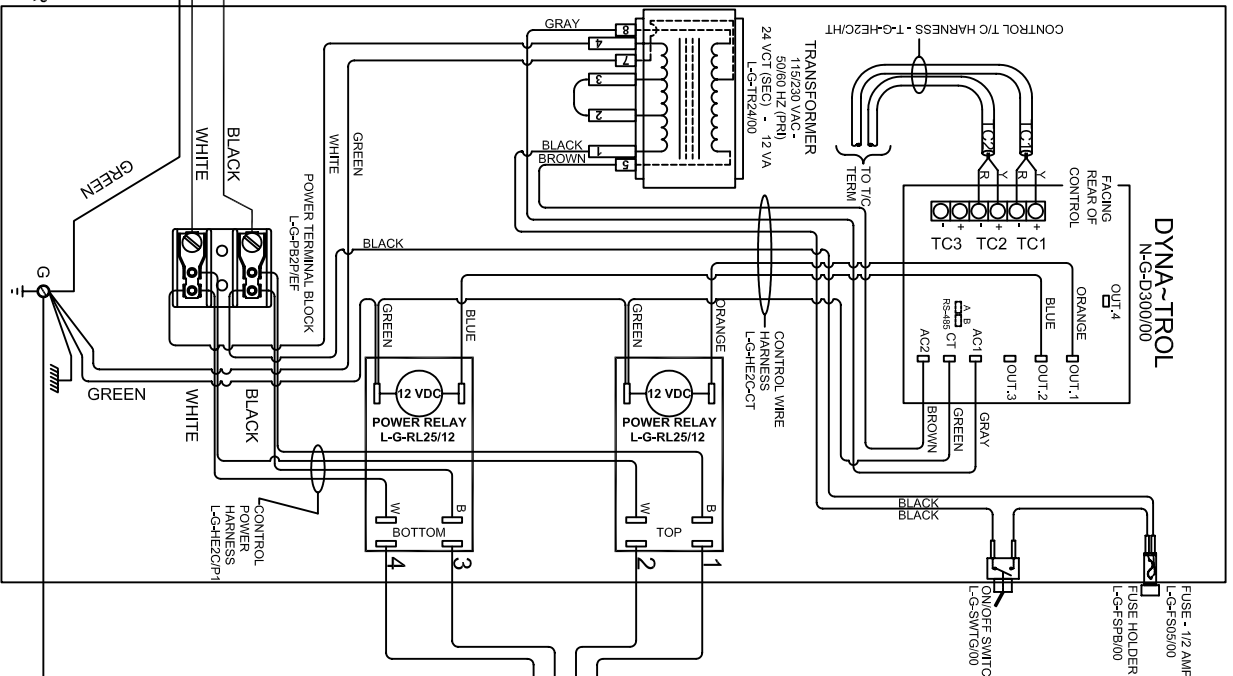 GRAY
8
4
7
3
2
1
5
BLACK
BROWN
TRANSFORMER
115/230 VAC -
50/60 HZ (PRI)
24 VCT (SEC) - 12 VA
L-G-TR24/00
CONTROL T/C HARNESS - T-G-HE2C/HT
TO T/C
TERM
C2
C1
R
Y
R
Y
FACING
REAR OF
CONTROL
- + - + - +
TC3 TC2 TC1
DYNA~TROL
N-G-D300/00
OUT.4
A B
RS-485
AC2
CT
AC1
OUT.3
OUT.2
OUT.1
BLUE
ORANGE
BROWN
GREEN
GRAY
WHITE
BLACK
GREEN
WHITE
GREEN
POWER TERMINAL BLOCK
L-G-PB2P/EF
BLACK
G
GREEN
WHITE
BLACK
GREEN
BLUE
GREEN
ORANGE
CONTROL WIRE
HARNESS
L-G-HE2C-CT
12 VDC
POWER RELAY
L-G-RL25/12
12 VDC
POWER RELAY
L-G-RL25/12
W
B
BOTTOM
W
B
TOP
4
3
2
1
CONTROL
POWER
HARNESS
L-G-HE2C/P1
BLACK
BLACK
ON/OFF SWITC
L-G-SWTG/00
FUSE - 1/2 AMP
L-G-FS05/00
FUSE HOLDER
L-G-FSPB/00